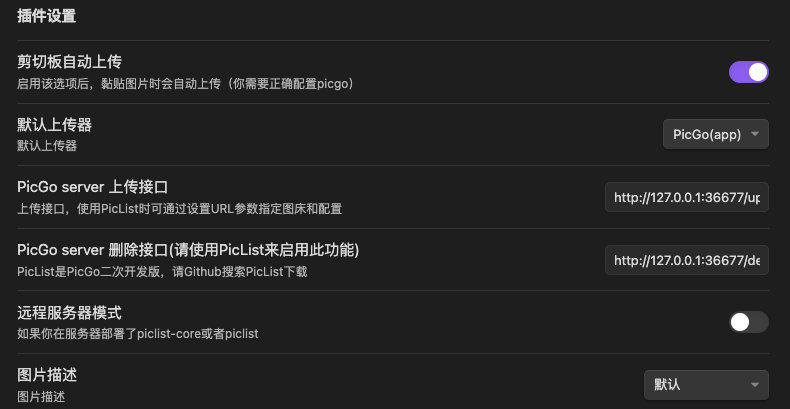 插件设置
剪切板自动上传
启用该选项后，黏贴图片时会自动上传（你需要正确配置picgo）
默认上传器
默认上传器
PicGo(app)
PicGo server 上传接口
上传接口，使用PicList时可通过设置URL参数指定图床和配置
http://127.0.0.1:36677/up
PicGo server 删除接口(请使用PicList来启用此功能)
PicList是PicGo二次开发版，请Github搜索PicList下载
http://127.0.0.1:36677/de
远程服务器模式
如果你在服务器部署了piclist-core或者piclist
图片描述
图片描述
默认